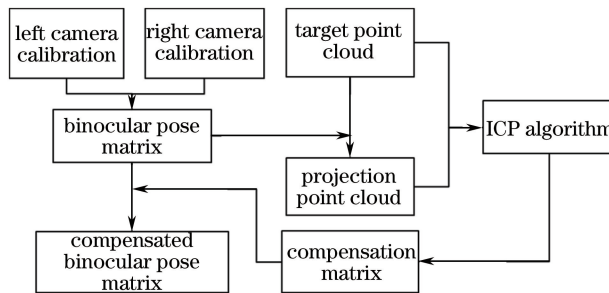 left camera
calibration
right camera
calibration
target point
cloud
binocular pose
matrix
ICP algorithm
projection
point cloud
compensated
binocular pose
matrix
compensation
matrix